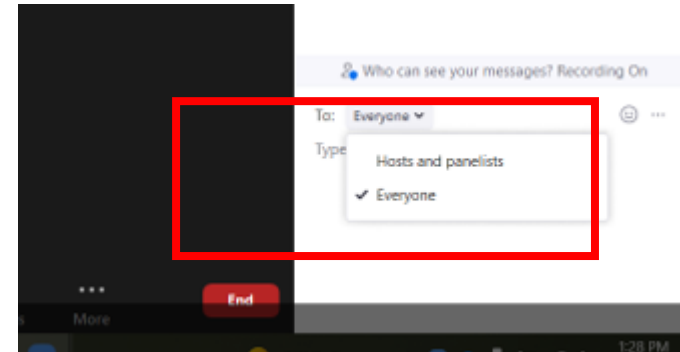 Who can see your messages? Recording On
To: Everyone
Type
Hosts and panelists
Everyone
End
s More
1:28 PM